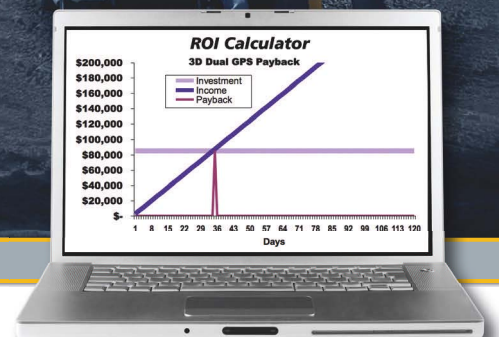 ROI Calculator
3D Dual GPS Payback
$200,000
$180,000
$160,000
$140,000
$120,000
$100,000
$80,000
$60,000
$40,000
$20,000
$-
Investment
Income
Payback
1 8 15 22 29 36 43 50 57 64 71 78 85 92 99 106 113 120
Days